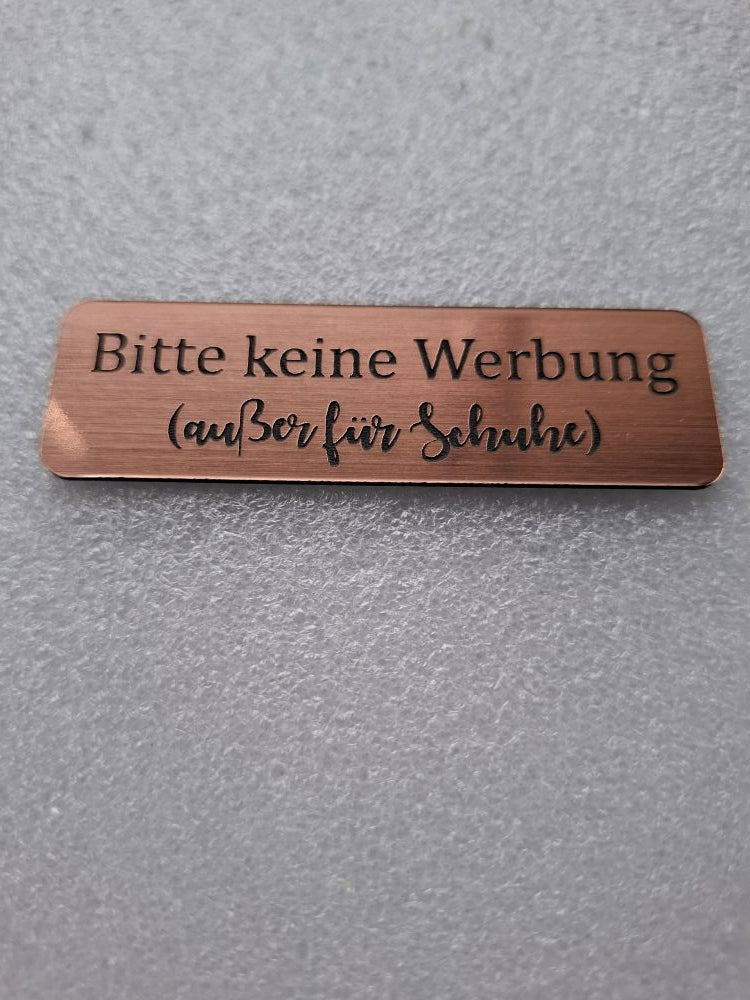 Bitte keine Werbung
(außer für Schuhe)